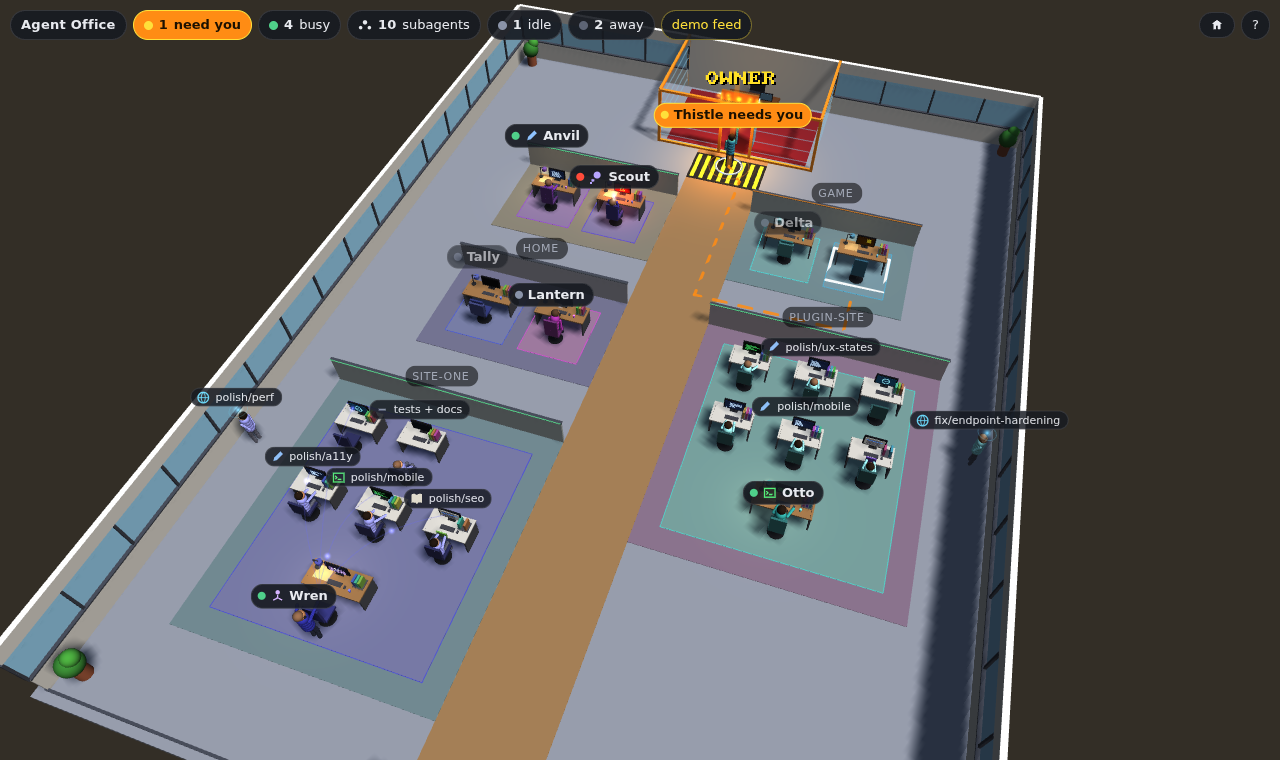 Agent Office
1 need you
4 busy
10 subagents
1 idle
2 away
demo feed
?
OWNER
Thistle needs you
Anvil
Scout
GAME
Delta
HOME
Tally
Lantern
PLUGIN-SITE
polish/ux-states
SITE-ONE
polish/perf
tests + docs
polish/mobile
fix/endpoint-hardening
polish/a11y
polish/mobile
polish/seo
Otto
Wren